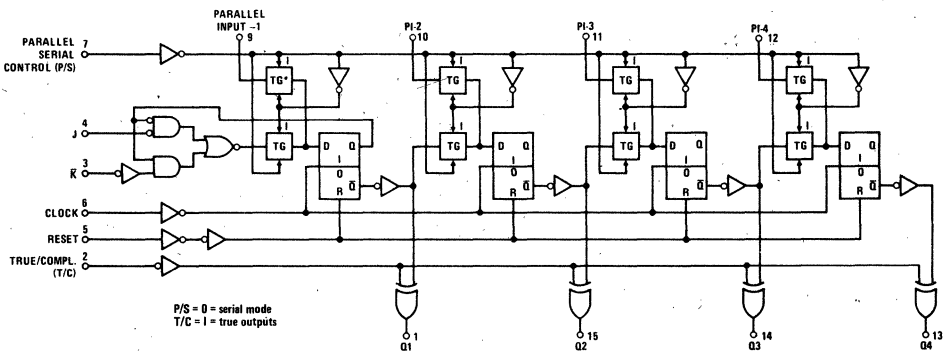 PARALLEL
INPUT -1
9
PI-2
10
PI-3
11
PI-4
12
PARALLEL
SERIAL
CONTROL (P/S)
7
I
TG*
I
TG
I
I
TG
I
TG
I
TG
I
TG
I
TG
I
TG
J
4
K̅
3
D Q
I
O
R Q̅
D Q
I
O
R Q̅
D Q
I
O
R Q̅
D Q
I
O
R Q̅
CLOCK
6
RESET
5
TRUE/COMPL.
(T/C)
2
P/S = 0 = serial mode
T/C = I = true outputs
1
Q1
15
Q2
14
Q3
13
Q4